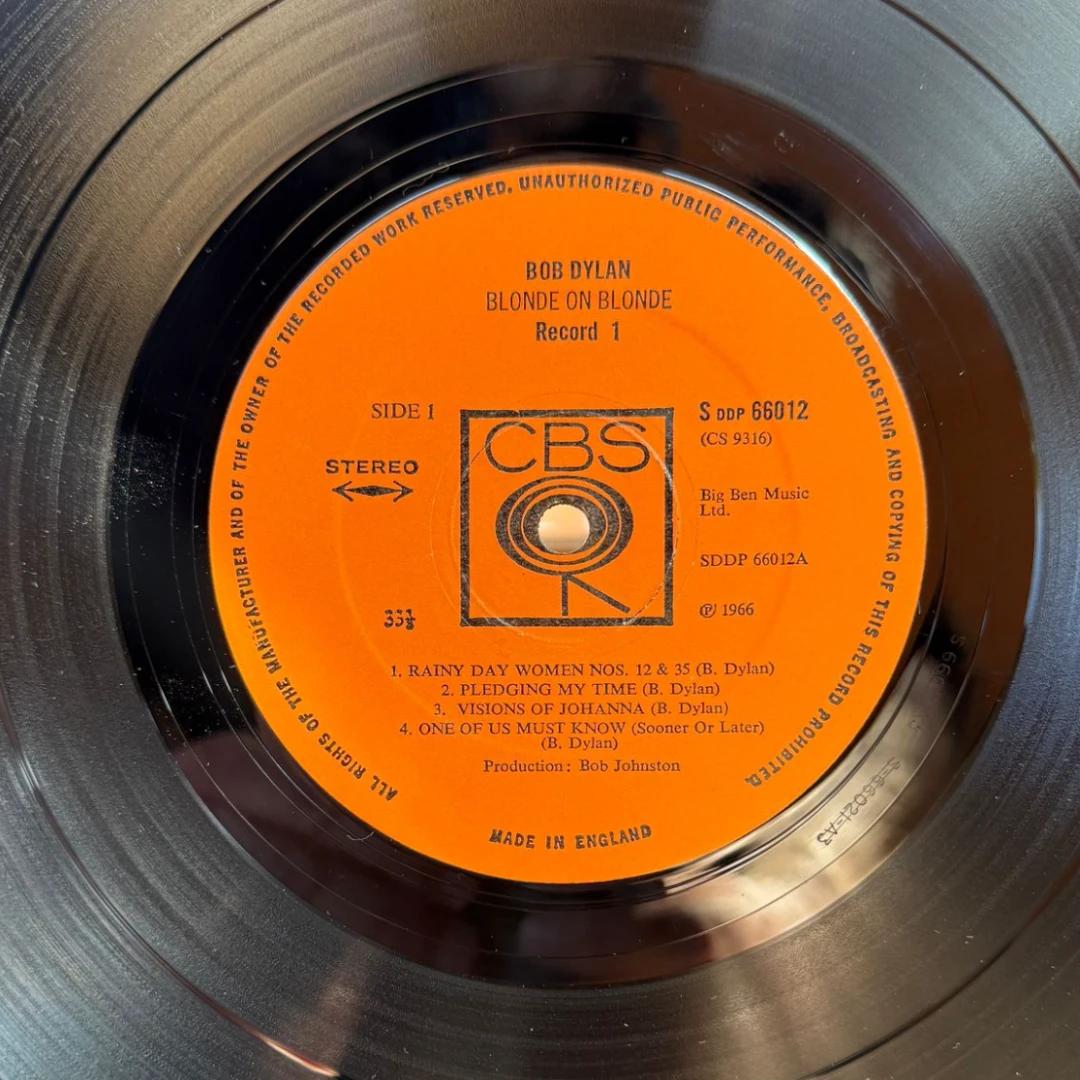 ALL RIGHTS OF THE MANUFACTURER AND OF THE OWNER OF THE RECORDED WORK RESERVED. UNAUTHORIZED PUBLIC PERFORMANCE, BROADCASTING AND COPYING OF THIS RECORD PROHIBITED.
BOB DYLAN
BLONDE ON BLONDE
Record 1
SIDE 1
S DDP 66012
(CS 9316)
CBS
STEREO
Big Ben Music
Ltd.
SDDP 66012A
33⅓
℗ 1966
1. RAINY DAY WOMEN NOS. 12 & 35 (B. Dylan)
2. PLEDGING MY TIME (B. Dylan)
3. VISIONS OF JOHANNA (B. Dylan)
4. ONE OF US MUST KNOW (Sooner Or Later)
(B. Dylan)
Production: Bob Johnston
MADE IN ENGLAND